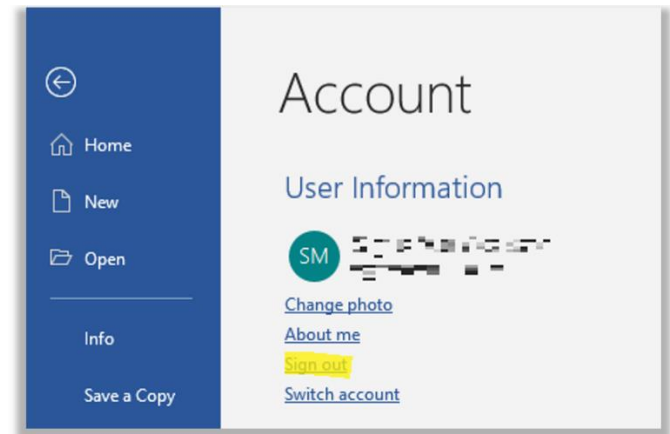 Account
Home
New
Open
Info
Save a Copy
User Information
SM
Change photo
About me
Sign out
Switch account